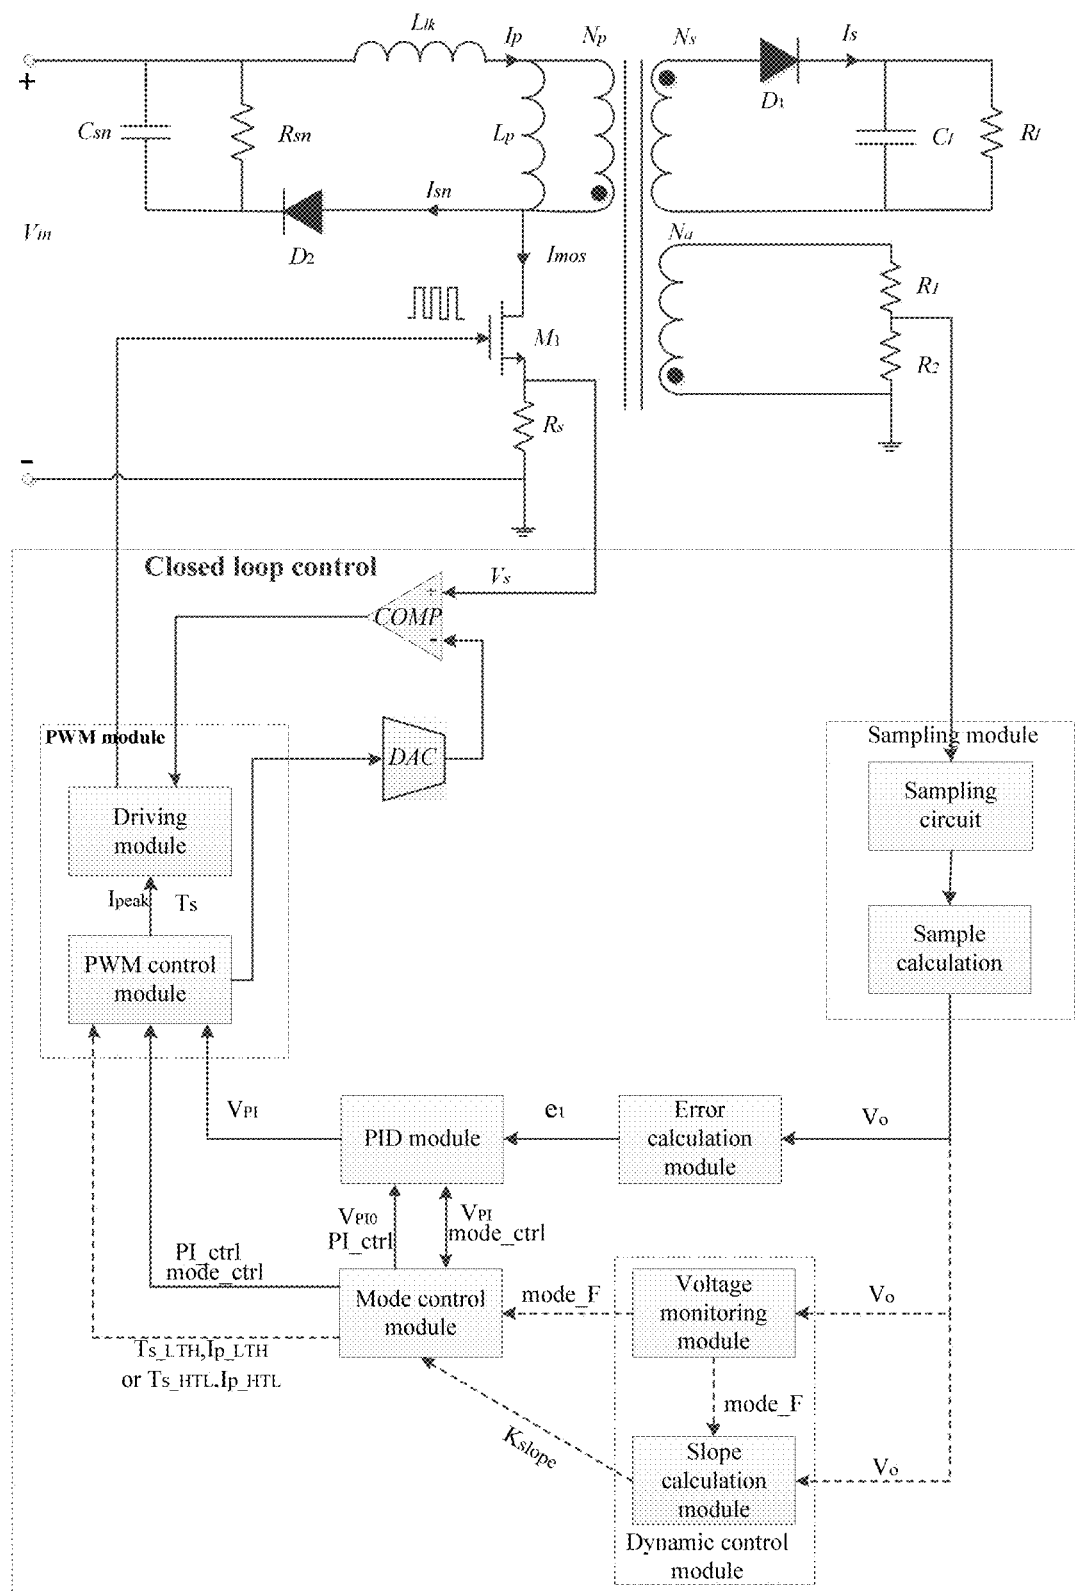 Llk
Ip
Np
Ns
Is
+
Csn
Rsn
Lp
D1
Cf
Rf
Isn
Vin
D2
Imos
Na
R1
M1
R2
Rs
-
Closed loop control
Vs
+
COMP
-
PWM module
DAC
Sampling module
Driving
module
Sampling
circuit
Ipeak
Ts
PWM control
module
Sample
calculation
VPI
PID module
e1
Error
calculation
module
Vo
VPI0
PI_ctrl
VPI
mode_ctrl
PI_ctrl
mode_ctrl
Mode control
module
mode_F
Voltage
monitoring
module
Vo
Ts_LTH,Ip_LTH
or Ts_HTL.Ip_HTL
mode_F
Kslope
Slope
calculation
module
Vo
Dynamic control
module